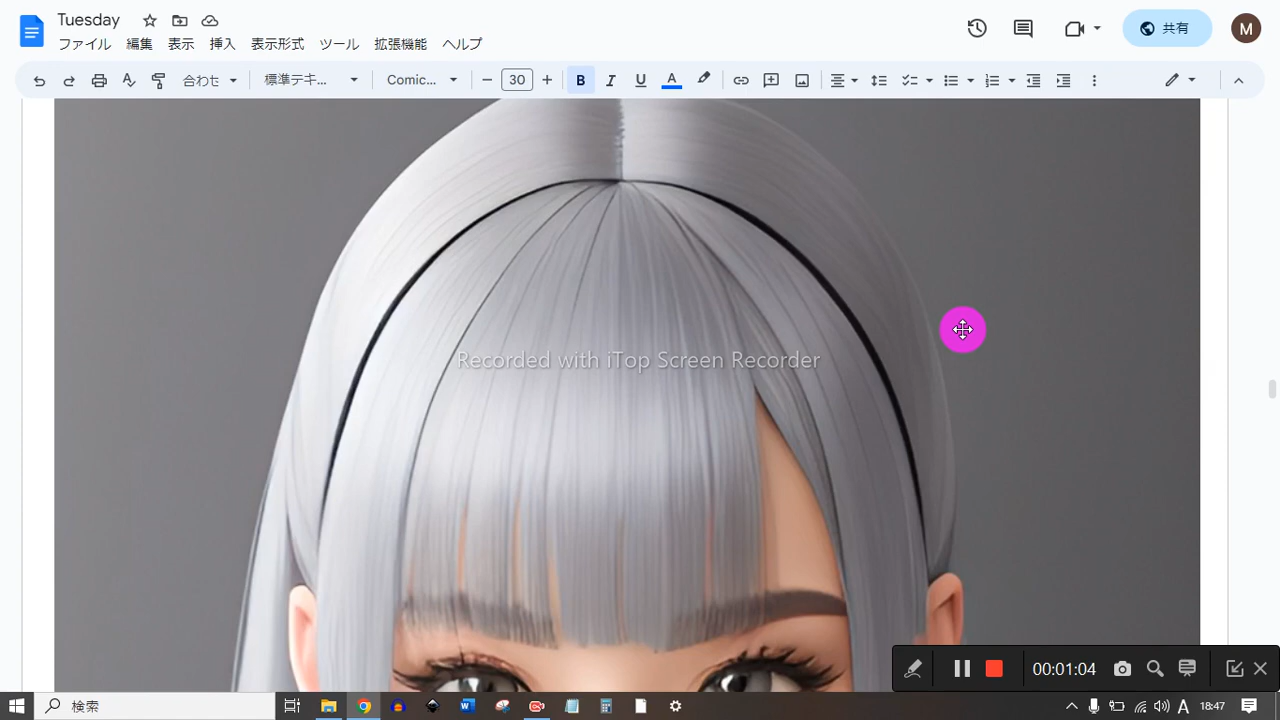 Tuesday
ファイル 編集 表示 挿入 表示形式 ツール 拡張機能 ヘルプ
共有 M
合わせ 標準テキ... Comic... 30 B I U A
Recorded with iTop Screen Recorder
00:01:04
検索 A 18:47